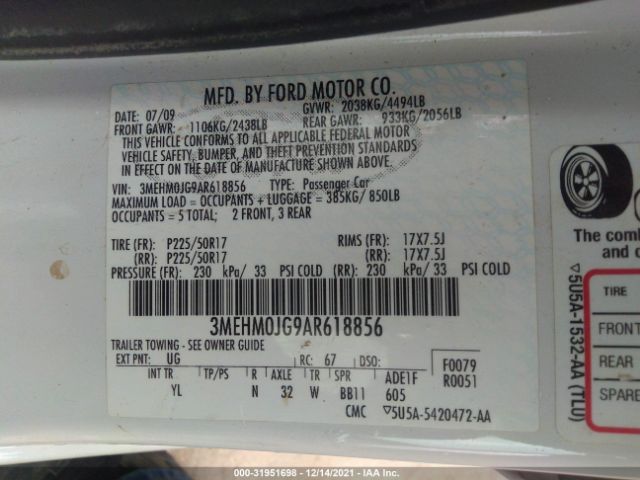 MFD. BY FORD MOTOR CO.
DATE: 07/09 GVWR: 2038KG/4494LB
FRONT GAWR: 1106KG/2438LB REAR GAWR: 933KG/2056LB
THIS VEHICLE CONFORMS TO ALL APPLICABLE FEDERAL MOTOR
VEHICLE SAFETY, BUMPER, AND THEFT PREVENTION STANDARDS
IN EFFECT ON THE DATE OF MANUFACTURE SHOWN ABOVE.
VIN: 3MEHM0JG9AR618856 TYPE: Passenger Car
MAXIMUM LOAD = OCCUPANTS + LUGGAGE = 385KG/ 850LB
OCCUPANTS = 5 TOTAL; 2 FRONT, 3 REAR
TIRE (FR): P225/50R17 RIMS (FR): 17X7.5J
(RR): P225/50R17 (RR): 17X7.5J
PRESSURE (FR): 230 kPa/ 33 PSI COLD (RR): 230 kPa/ 33 PSI COLD
3MEHM0JG9AR618856
TRAILER TOWING - SEE OWNER GUIDE
EXT PNT: UG RC: 67 DSO: F0079
INT TR TP/PS R AXLE TR SPR ADE1F R0051
YL N 32 W BB11 605
CMC ▽5U5A-5420472-AA
The comb
and o
TIRE
FRONT
REAR
SPARE
▽5U5A-1532-AA (TLU)
000-31951698 - 12/14/2021 - IAA Inc.